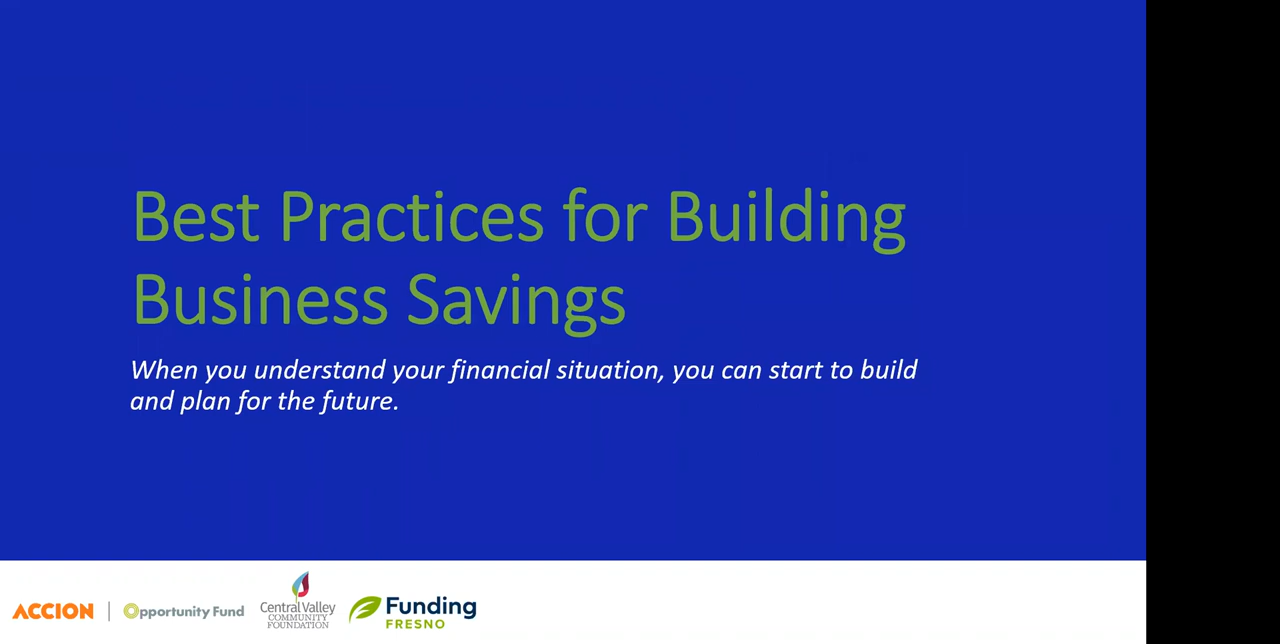 Best Practices for Building
Business Savings
When you understand your financial situation, you can start to build
and plan for the future.
ACCION | Opportunity Fund
Central Valley
COMMUNITY
FOUNDATION
Funding
FRESNO